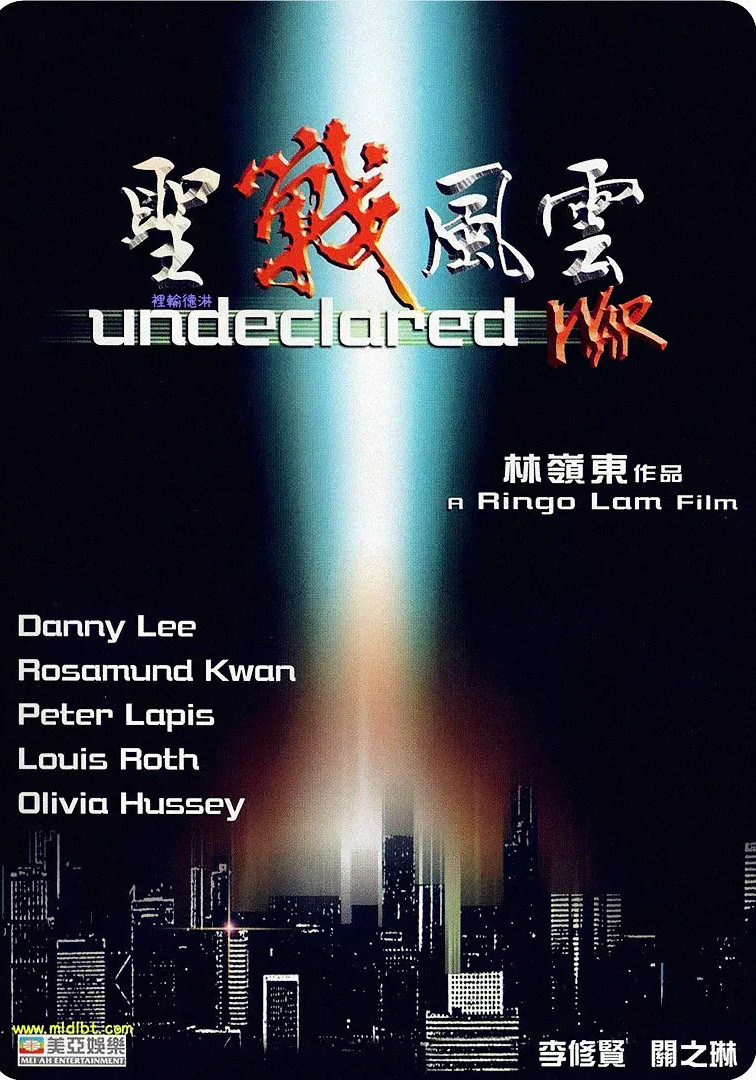 聖戰風雲
裡輸德淋
undeclared WAR
林嶺東作品
A Ringo Lam Film
Danny Lee
Rosamund Kwan
Peter Lapis
Louis Roth
Olivia Hussey
www.midibt.com
美亞娛樂
MEI AH ENTERTAINMENT
李修賢 關之琳